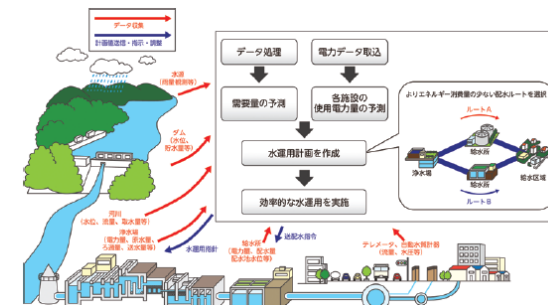 データ収集
計画値送信・指示・調整
データ処理
電力データ取込
需要量の予測
各施設の
使用電力量の予測
水運用計画を作成
効率的な水運用を実施
よりエネルギー消費量の少ない配水ルートを選択
ルートA
給水所
浄水場
給水区域
給水所
ルートB
水源
(雨量観測等)
ダム
(水位、
貯水量等)
河川
(水位、流量、取水量等)
浄水場
(電力量、原水量、
ろ過量、送水量等)
水運用指針
給水所
(電力量、配水量
配水池水位等)
送配水指令
テレメータ、自動水質計器
(流量、水圧等)